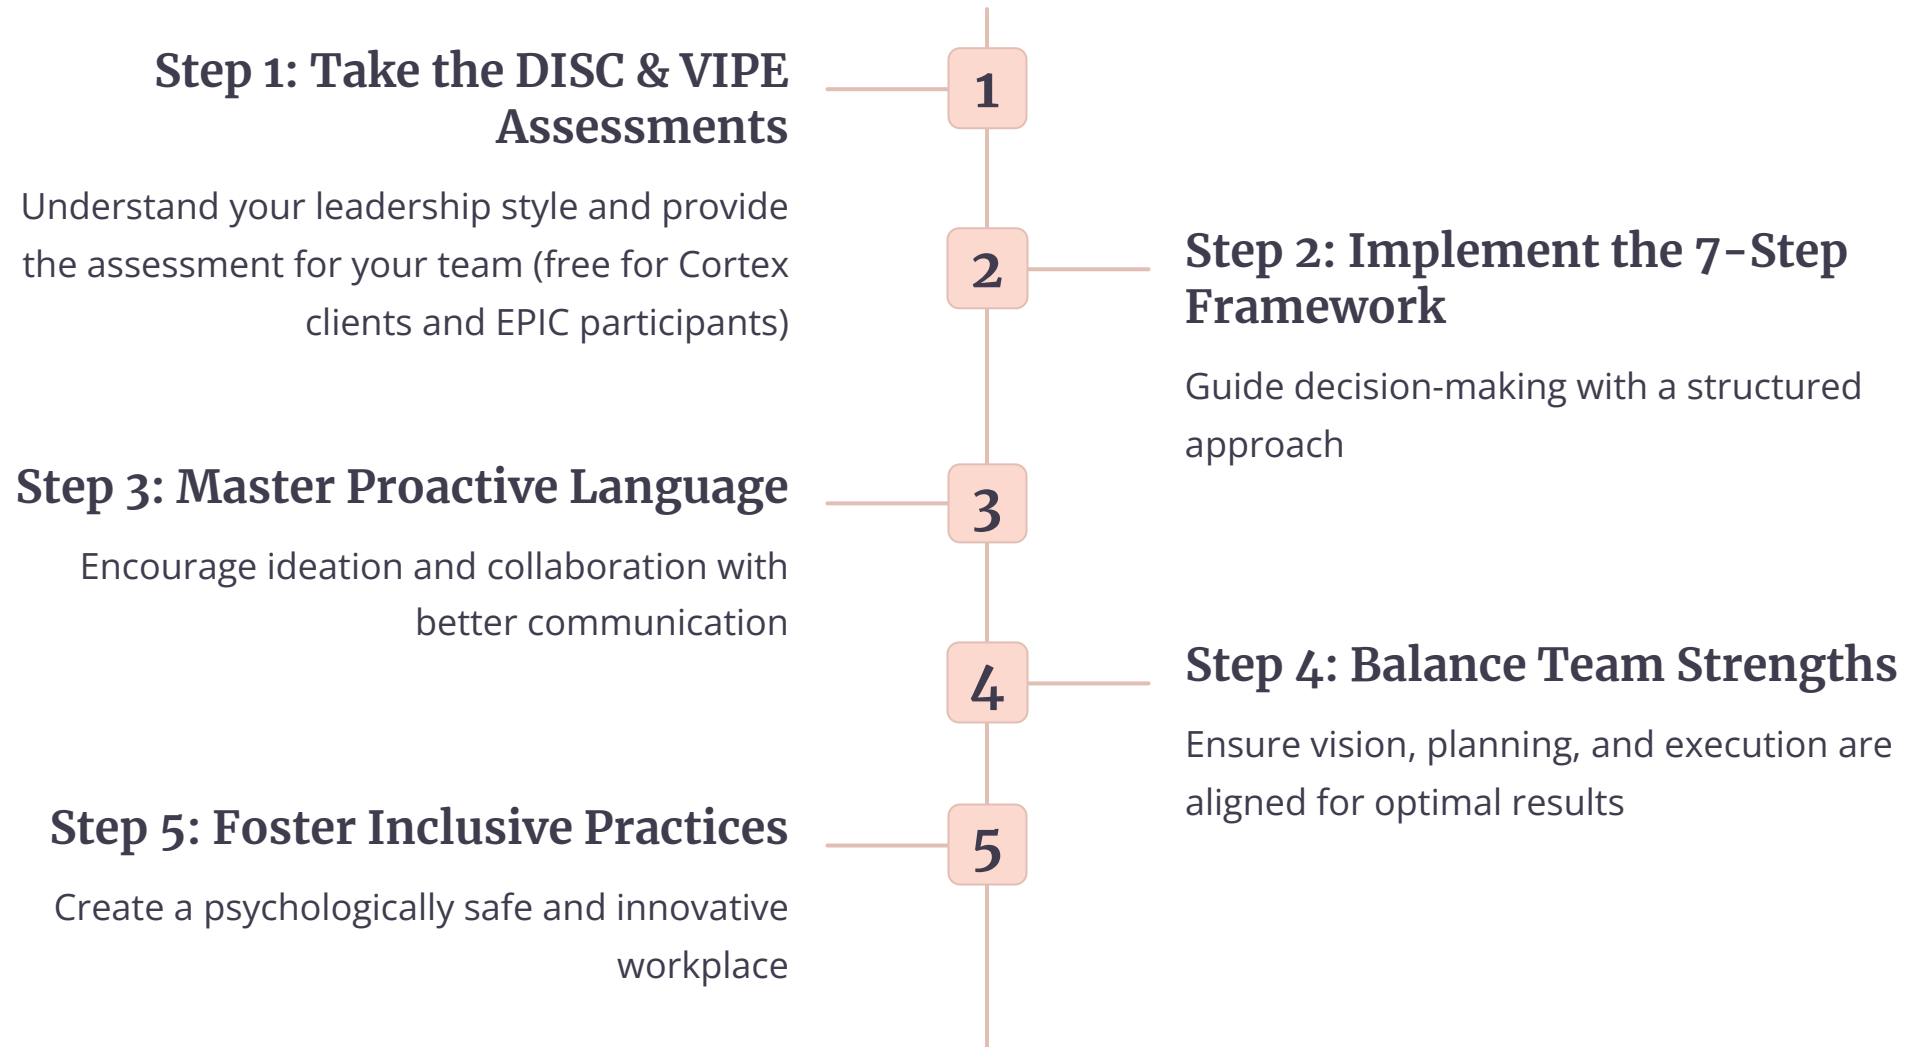 Step 1: Take the DISC & VIPE
Assessments
Understand your leadership style and provide
the assessment for your team (free for Cortex
clients and EPIC participants)
1
2
Step 2: Implement the 7-Step
Framework
Guide decision-making with a structured
approach
Step 3: Master Proactive Language
Encourage ideation and collaboration with
better communication
3
4
Step 4: Balance Team Strengths
Ensure vision, planning, and execution are
aligned for optimal results
Step 5: Foster Inclusive Practices
Create a psychologically safe and innovative
workplace
5